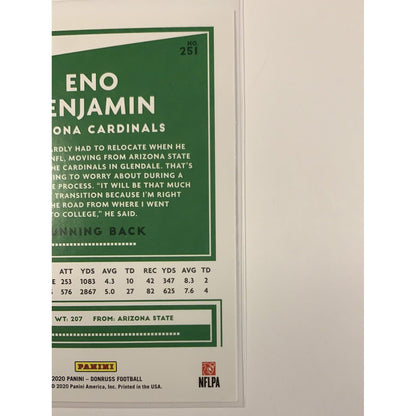 NO.
251
ENO
ENJAMIN
ONA CARDINALS
ARDLY HAD TO RELOCATE WHEN HE
NFL, MOVING FROM ARIZONA STATE
HE CARDINALS IN GLENDALE. THAT'S
ING TO WORRY ABOUT DURING A
E PROCESS. "IT WILL BE THAT MUCH
TRANSITION BECAUSE I'M RIGHT
HE ROAD FROM WHERE I WENT
TO COLLEGE," HE SAID.
UNNING BACK
ATT YDS AVG TD REC YDS AVG TD
E 253 1083 4.3 10 42 347 8.3 2
576 2867 5.0 27 82 625 7.6 4
WT: 207 FROM: ARIZONA STATE
PANINI
2020 PANINI – DONRUSS FOOTBALL
© 2020 Panini America, Inc. Printed in the USA.
NFLPA